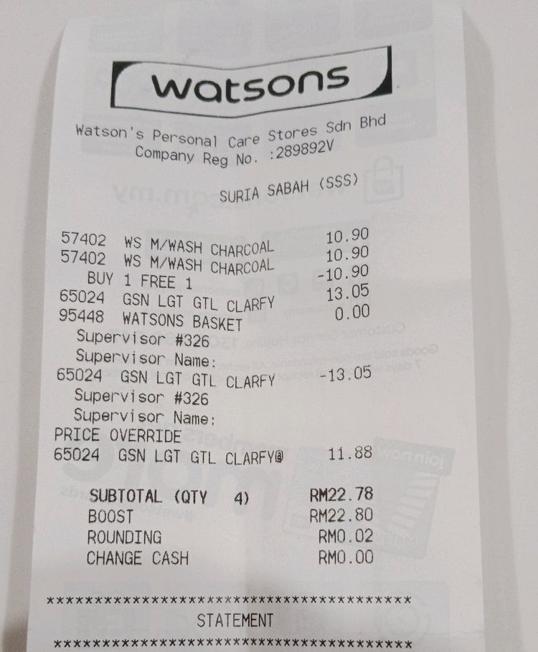 watsons
Watson's Personal Care Stores Sdn Bhd
Company Reg No. :289892V
SURIA SABAH (SSS)
57402 WS M/WASH CHARCOAL 10.90
57402 WS M/WASH CHARCOAL 10.90
BUY 1 FREE 1 -10.90
65024 GSN LGT GTL CLARFY 13.05
95448 WATSONS BASKET 0.00
Supervisor #326
Supervisor Name:
65024 GSN LGT GTL CLARFY -13.05
Supervisor #326
Supervisor Name:
PRICE OVERRIDE
65024 GSN LGT GTL CLARFY@ 11.88
SUBTOTAL (QTY 4) RM22.78
BOOST RM22.80
ROUNDING RM0.02
CHANGE CASH RM0.00
***************************************
STATEMENT
***************************************